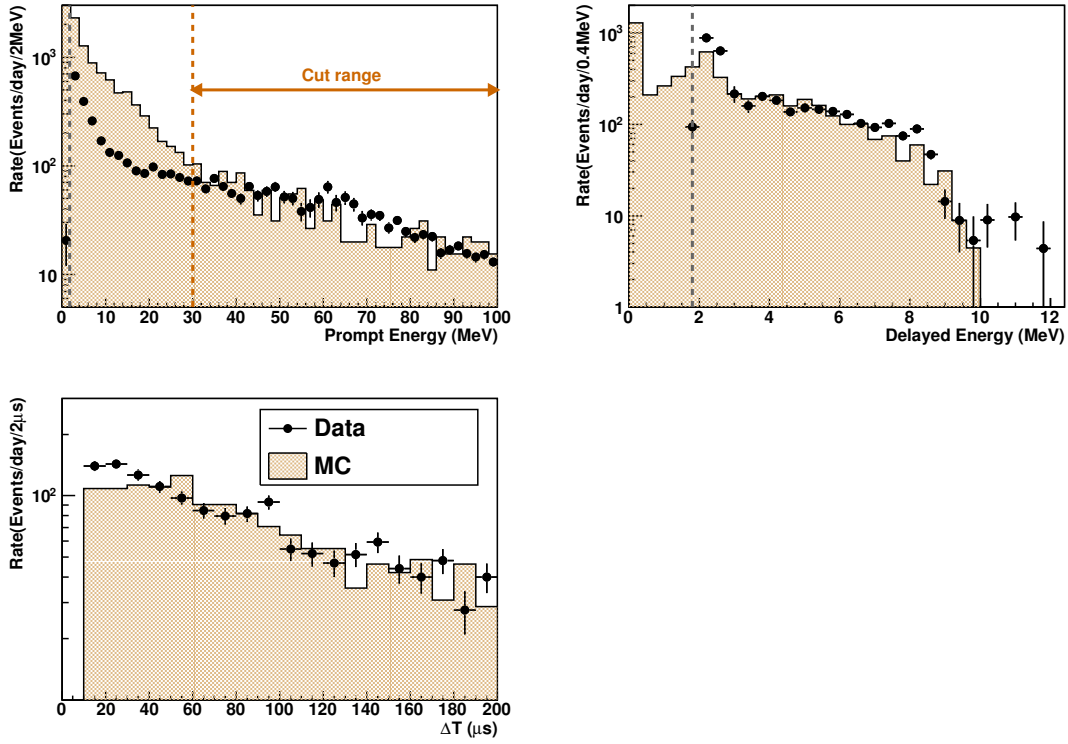 Rate(Events/day/2MeV)
10³
10²
10
Cut range
0 10 20 30 40 50 60 70 80 90 100
Prompt Energy (MeV)
Rate(Events/day/0.4MeV)
10³
10²
10
1
0 2 4 6 8 10 12
Delayed Energy (MeV)
Rate(Events/day/2μs)
10²
Data
MC
0 20 40 60 80 100 120 140 160 180 200
ΔT (μs)